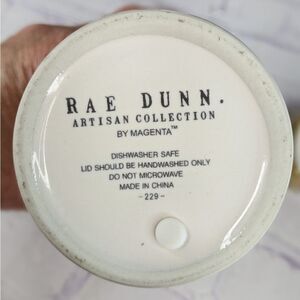 RAE DUNN.
ARTISAN COLLECTION
BY MAGENTA™
DISHWASHER SAFE
LID SHOULD BE HANDWASHED ONLY
DO NOT MICROWAVE
MADE IN CHINA
- 229 -